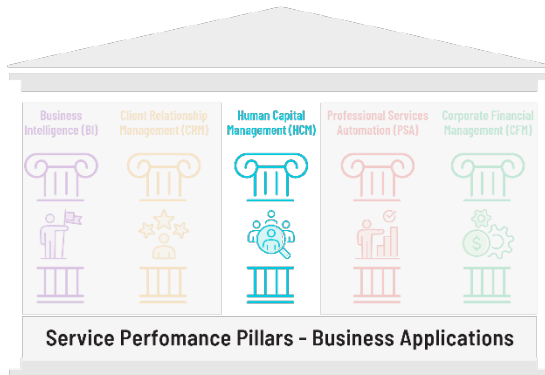 Business
Intelligence (BI)
Client Relationship
Management (CRM)
Human Capital
Management (HCM)
Professional Services
Automation (PSA)
Corporate Financial
Management (CFM)
$
Service Perfomance Pillars - Business Applications